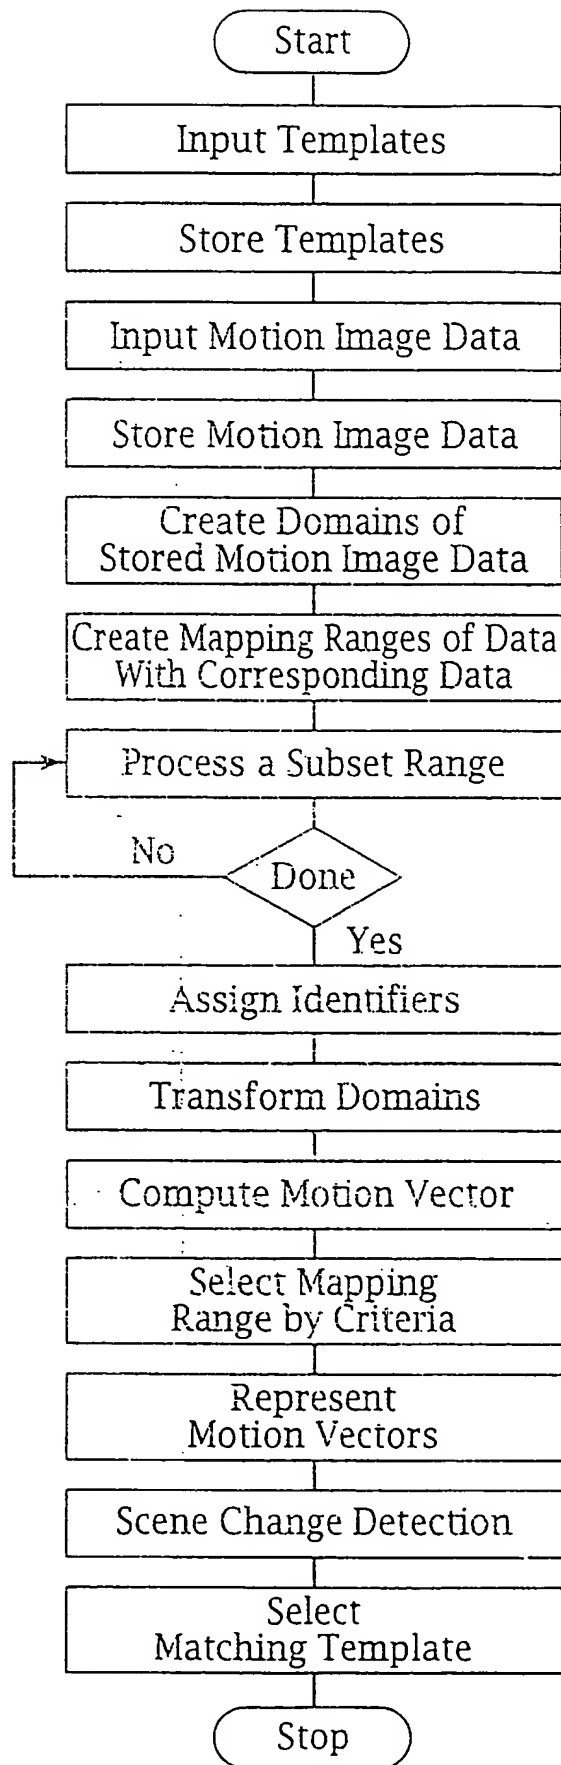 Start
Input Templates
Store Templates
Input Motion Image Data
Store Motion Image Data
Create Domains of
Stored Motion Image Data
Create Mapping Ranges of Data
With Corresponding Data
Process a Subset Range
No
Done
Yes
Assign Identifiers
Transform Domains
Compute Motion Vector
Select Mapping
Range by Criteria
Represent
Motion Vectors
Scene Change Detection
Select
Matching Template
Stop